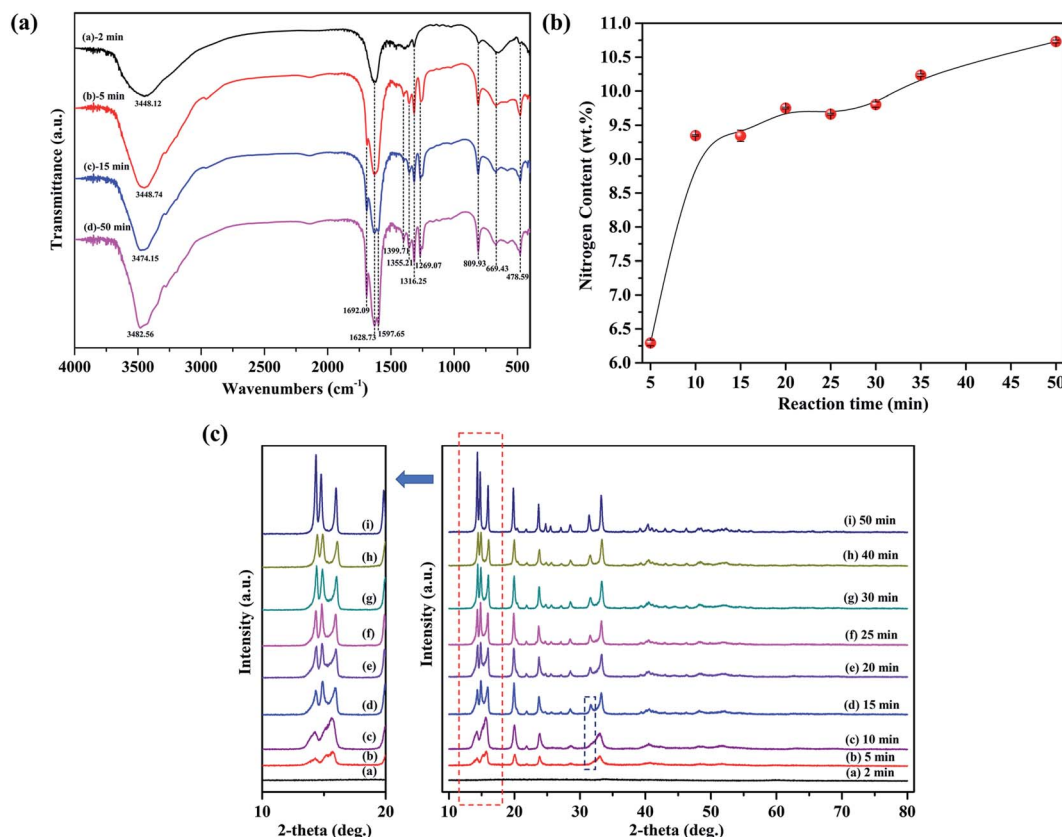 (a)
(a)-2 min
3448.12
(b)-5 min
3448.74
(c)-15 min
3474.15
(d)-50 min
3482.56
1692.09
1628.73
1597.65
1399.71
1355.21
1316.25
1269.07
809.93
669.43
478.59
Transmittance (a.u.)
4000 3500 3000 2500 2000 1500 1000 500
Wavenumbers (cm-1)
(b)
11.0
10.5
10.0
9.5
9.0
8.5
8.0
7.5
7.0
6.5
6.0
Nitrogen Content (wt.%)
5 10 15 20 25 30 35 40 45 50
Reaction time (min)
(c)
Intensity (a.u.)
(i)
(h)
(g)
(f)
(e)
(d)
(c)
(b)
(a)
10 20
2-theta (deg.)
Intensity (a.u.)
(i) 50 min
(h) 40 min
(g) 30 min
(f) 25 min
(e) 20 min
(d) 15 min
(c) 10 min
(b) 5 min
(a) 2 min
10 20 30 40 50 60 70 80
2-theta (deg.)